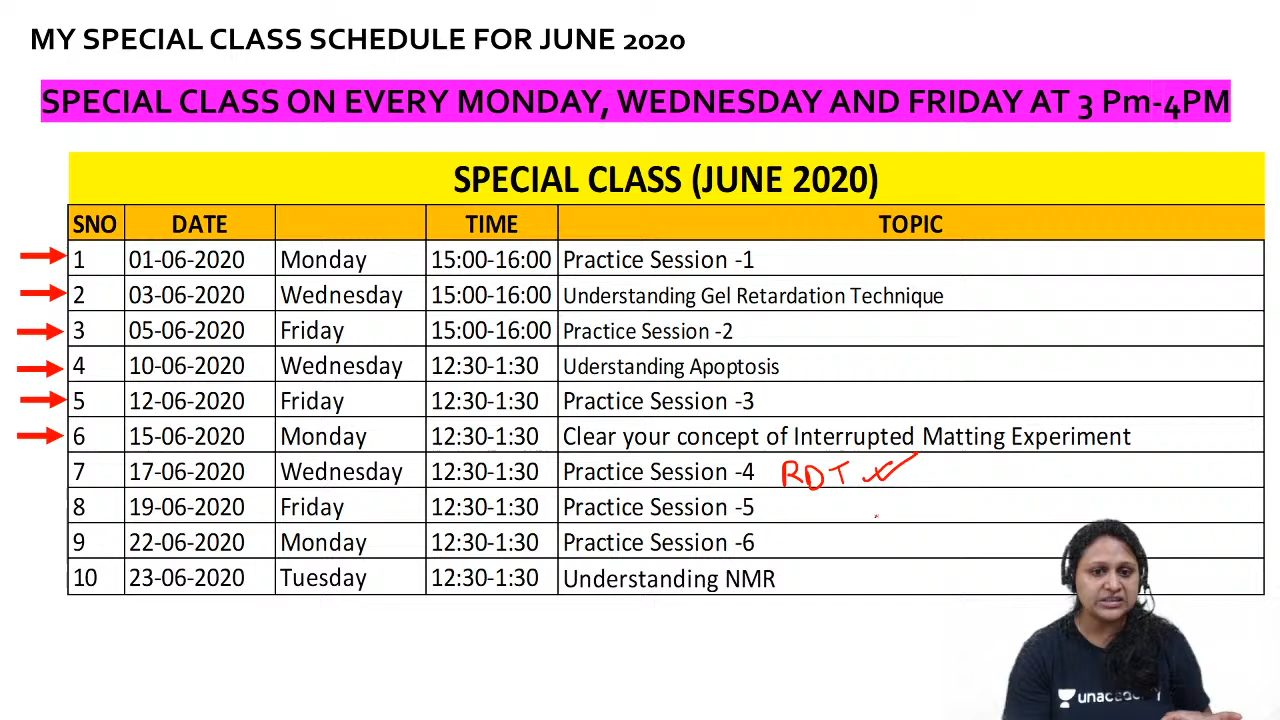 MY SPECIAL CLASS SCHEDULE FOR JUNE 2020
SPECIAL CLASS ON EVERY MONDAY, WEDNESDAY AND FRIDAY AT 3 Pm-4PM
SPECIAL CLASS (JUNE 2020)
SNO DATE TIME TOPIC
1 01-06-2020 Monday 15:00-16:00 Practice Session -1
2 03-06-2020 Wednesday 15:00-16:00 Understanding Gel Retardation Technique
3 05-06-2020 Friday 15:00-16:00 Practice Session -2
4 10-06-2020 Wednesday 12:30-1:30 Uderstanding Apoptosis
5 12-06-2020 Friday 12:30-1:30 Practice Session -3
6 15-06-2020 Monday 12:30-1:30 Clear your concept of Interrupted Matting Experiment
7 17-06-2020 Wednesday 12:30-1:30 Practice Session -4 RDT
8 19-06-2020 Friday 12:30-1:30 Practice Session -5
9 22-06-2020 Monday 12:30-1:30 Practice Session -6
10 23-06-2020 Tuesday 12:30-1:30 Understanding NMR